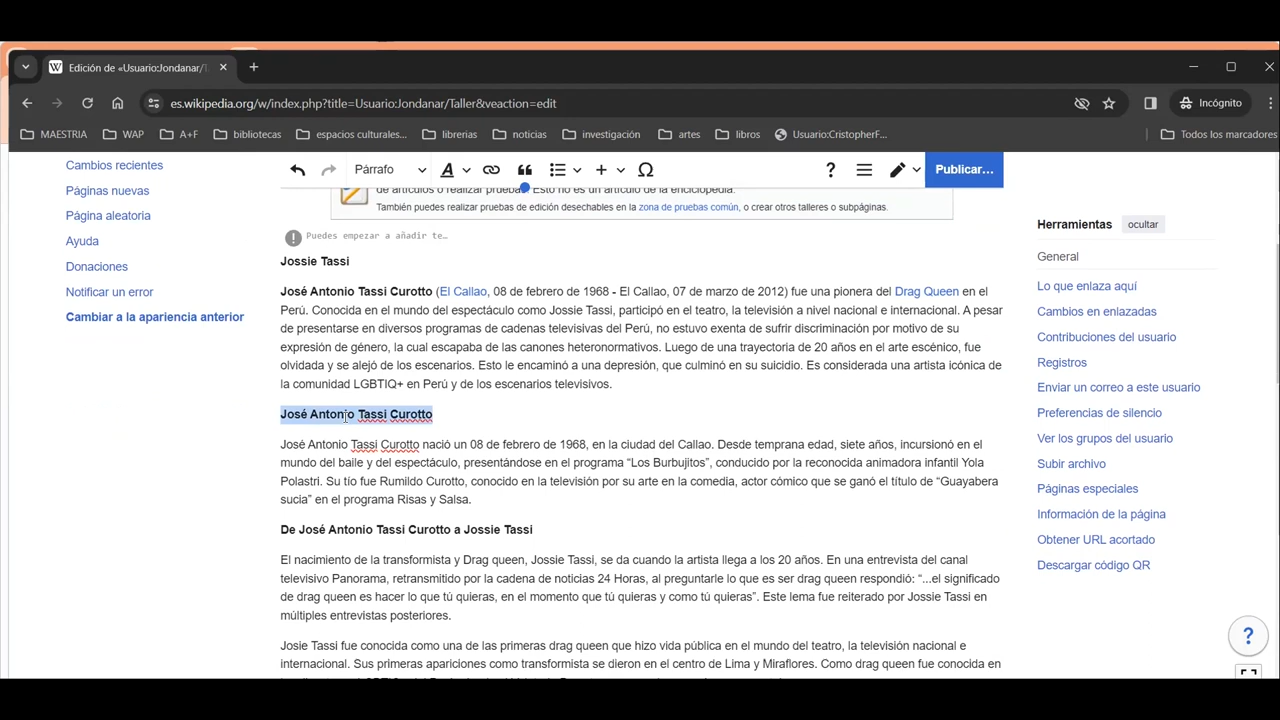 Edición de «Usuario:Jondanar/T
es.wikipedia.org/w/index.php?title=Usuario:Jondanar/Taller&veaction=edit
Incógnito
MAESTRIA WAP A+F bibliotecas espacios culturales... librerias noticias investigación artes libros Usuario:CristopherF... Todos los marcadores
Cambios recientes
Páginas nuevas
Página aleatoria
Ayuda
Donaciones
Notificar un error
Cambiar a la apariencia anterior
Párrafo A Ω ? Publicar...
de artículos o realizar pruebas. Esto no es un artículo de la enciclopedia.
También puedes realizar pruebas de edición desechables en la zona de pruebas común, o crear otros talleres o subpáginas.
Puedes empezar a añadir te…
Jossie Tassi
José Antonio Tassi Curotto (El Callao, 08 de febrero de 1968 - El Callao, 07 de marzo de 2012) fue una pionera del Drag Queen en el
Perú. Conocida en el mundo del espectáculo como Jossie Tassi, participó en el teatro, la televisión a nivel nacional e internacional. A pesar
de presentarse en diversos programas de cadenas televisivas del Perú, no estuvo exenta de sufrir discriminación por motivo de su
expresión de género, la cual escapaba de las canones heteronormativos. Luego de una trayectoria de 20 años en el arte escénico, fue
olvidada y se alejó de los escenarios. Esto le encaminó a una depresión, que culminó en su suicidio. Es considerada una artista icónica de
la comunidad LGBTIQ+ en Perú y de los escenarios televisivos.
José Antonio Tassi Curotto
José Antonio Tassi Curotto nació un 08 de febrero de 1968, en la ciudad del Callao. Desde temprana edad, siete años, incursionó en el
mundo del baile y del espectáculo, presentándose en el programa “Los Burbujitos”, conducido por la reconocida animadora infantil Yola
Polastri. Su tío fue Rumildo Curotto, conocido en la televisión por su arte en la comedia, actor cómico que se ganó el título de “Guayabera
sucia” en el programa Risas y Salsa.
De José Antonio Tassi Curotto a Jossie Tassi
El nacimiento de la transformista y Drag queen, Jossie Tassi, se da cuando la artista llega a los 20 años. En una entrevista del canal
televisivo Panorama, retransmitido por la cadena de noticias 24 Horas, al preguntarle lo que es ser drag queen respondió: “...el significado
de drag queen es hacer lo que tú quieras, en el momento que tú quieras y como tú quieras”. Este lema fue reiterado por Jossie Tassi en
múltiples entrevistas posteriores.
Josie Tassi fue conocida como una de las primeras drag queen que hizo vida pública en el mundo del teatro, la televisión nacional e
internacional. Sus primeras apariciones como transformista se dieron en el centro de Lima y Miraflores. Como drag queen fue conocida en
Herramientas ocultar
General
Lo que enlaza aquí
Cambios en enlazadas
Contribuciones del usuario
Registros
Enviar un correo a este usuario
Preferencias de silencio
Ver los grupos del usuario
Subir archivo
Páginas especiales
Información de la página
Obtener URL acortado
Descargar código QR
?